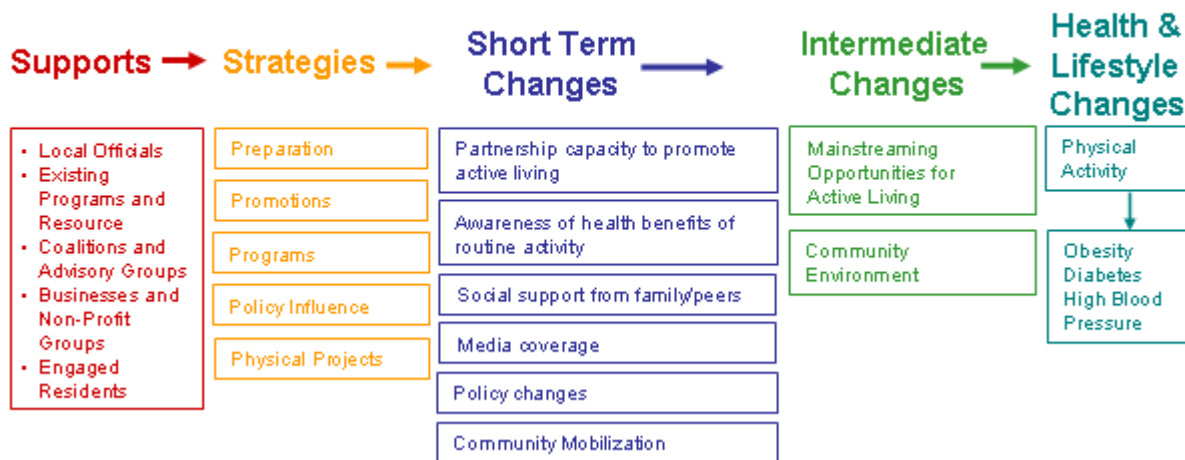 Supports
Strategies
Short Term
Changes
Intermediate
Changes
Health &
Lifestyle
Changes
• Local Officials
• Existing
Programs and
Resource
• Coalitions and
Advisory Groups
• Businesses and
Non-Profit
Groups
• Engaged
Residents
Preparation
Promotions
Programs
Policy Influence
Physical Projects
Partnership capacity to promote
active living
Awareness of health benefits of
routine activity
Social support from family/peers
Media coverage
Policy changes
Community Mobilization
Mainstreaming
Opportunities for
Active Living
Community
Environment
Physical
Activity
Obesity
Diabetes
High Blood
Pressure